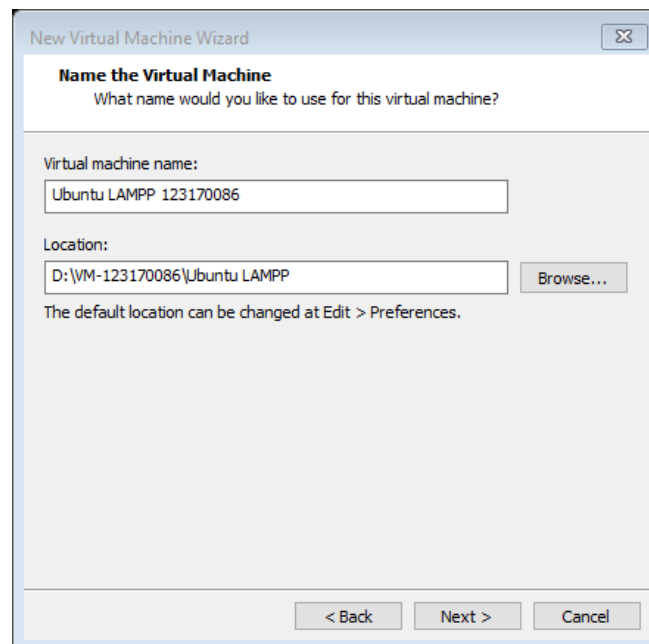 New Virtual Machine Wizard
Name the Virtual Machine
What name would you like to use for this virtual machine?
Virtual machine name:
Ubuntu LAMPP 123170086
Location:
D:\VM-123170086\Ubuntu LAMPP
Browse...
The default location can be changed at Edit > Preferences.
< Back
Next >
Cancel